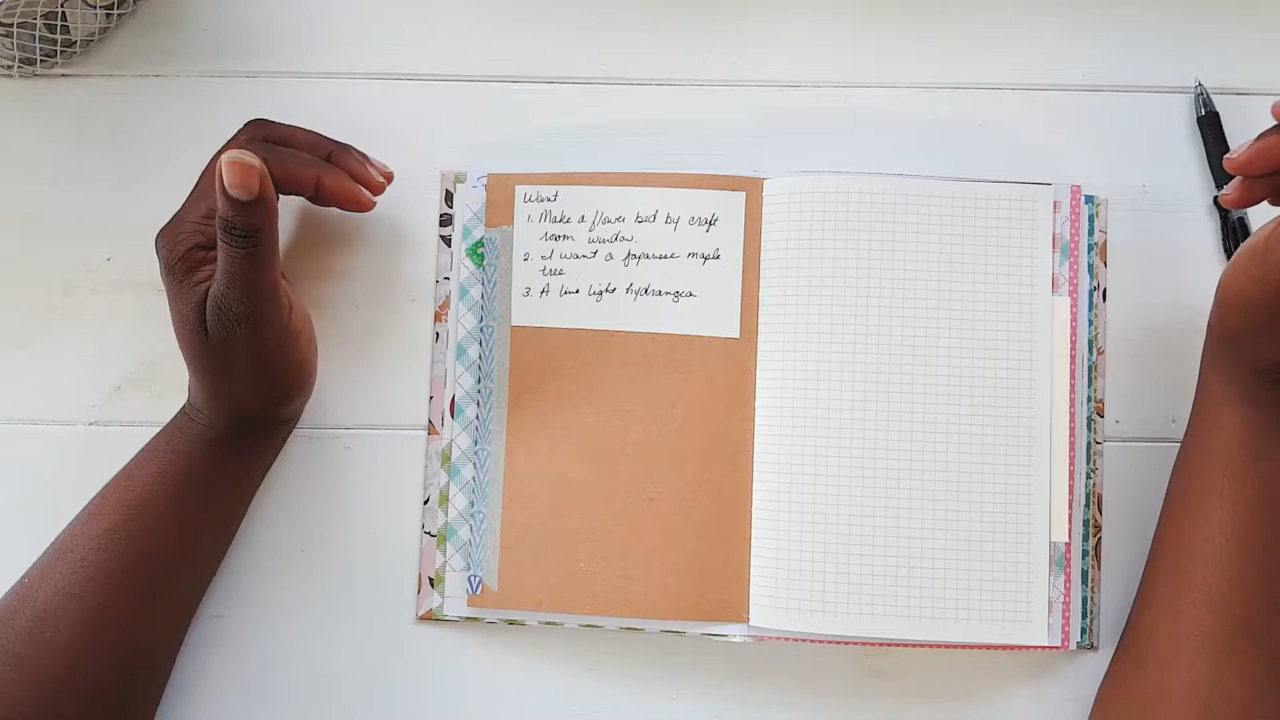 Want:
1. Make a flower bed by craft
room window.
2. I want a Japanese maple
tree
3. A lime light hydrangea